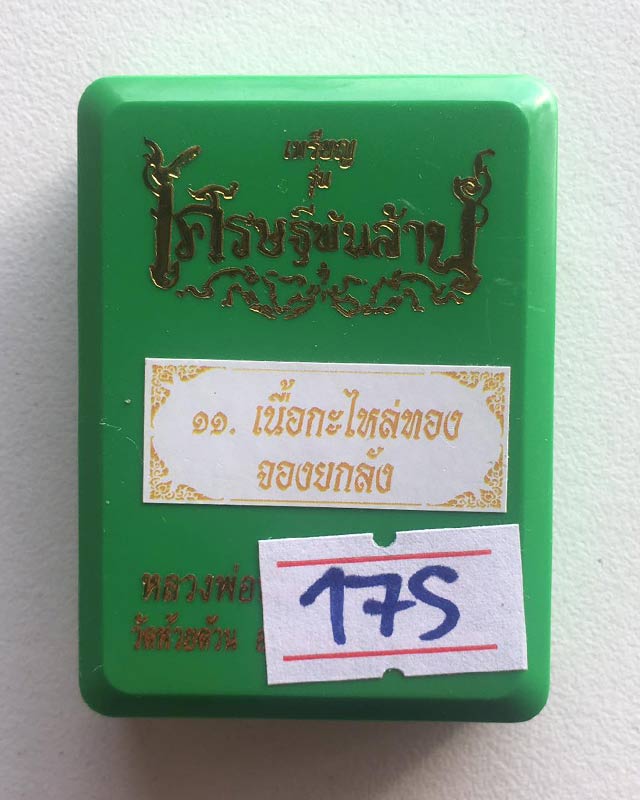 เหรียญ
รุ่น
เศรษฐีพันล้าน
๑๑. เนื้อกะไหล่ทอง
จองยกลัง
หลวงพ่อ
วัดห้วยด้วน
175